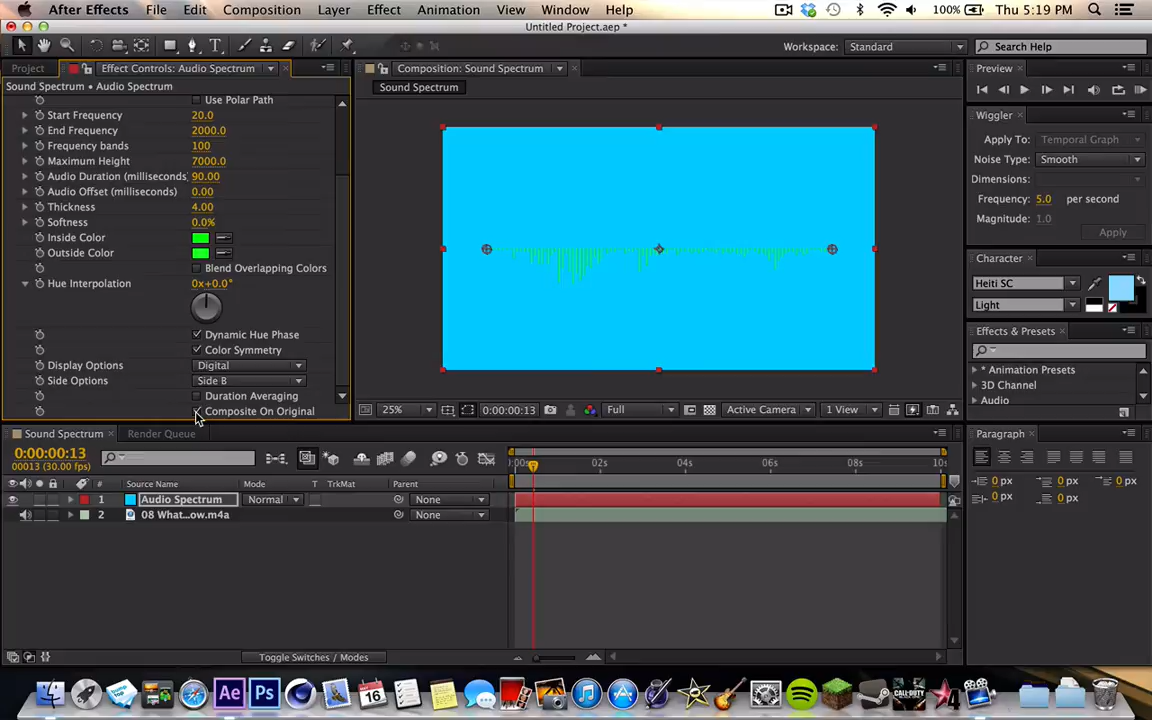 After Effects File Edit Composition Layer Effect Animation View Window Help 100% Thu 5:19 PM
Untitled Project.aep *
Workspace: Standard Search Help
Project Effect Controls: Audio Spectrum
Sound Spectrum • Audio Spectrum
Use Polar Path
Start Frequency 20.0
End Frequency 2000.0
Frequency bands 100
Maximum Height 7000.0
Audio Duration (milliseconds) 90.00
Audio Offset (milliseconds) 0.00
Thickness 4.00
Softness 0.0%
Inside Color
Outside Color
Blend Overlapping Colors
Hue Interpolation 0x+0.0°
Dynamic Hue Phase
Color Symmetry
Display Options Digital
Side Options Side B
Duration Averaging
Composite On Original
Composition: Sound Spectrum
Sound Spectrum
25% 0:00:00:13 Full Active Camera 1 View
Preview
Wiggler
Apply To: Temporal Graph
Noise Type: Smooth
Dimensions:
Frequency: 5.0 per second
Magnitude: 1.0
Apply
Character
Heiti SC
Light
Effects & Presets
* Animation Presets
3D Channel
Audio
Paragraph
0 px 0 px 0 px
0 px 0 px
Sound Spectrum Render Queue
0:00:00:13
00013 (30.00 fps)
# Source Name Mode T TrkMat Parent
:00s 02s 04s 06s 08s 10s
1 Audio Spectrum Normal None
2 08 What...ow.m4a None
Toggle Switches / Modes
Ae Ps
MAR 16
4